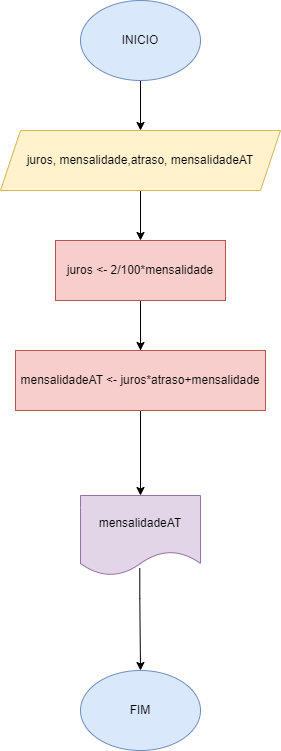 INICIO
juros, mensalidade,atraso, mensalidadeAT
juros <- 2/100*mensalidade
mensalidadeAT <- juros*atraso+mensalidade
mensalidadeAT
FIM